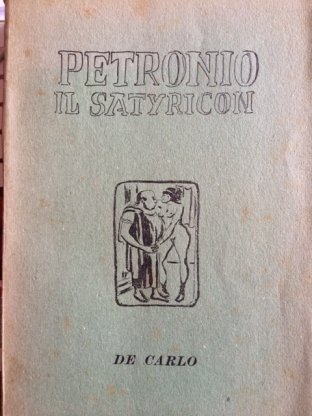 PETRONIO
IL SATYRICON
DE CARLO